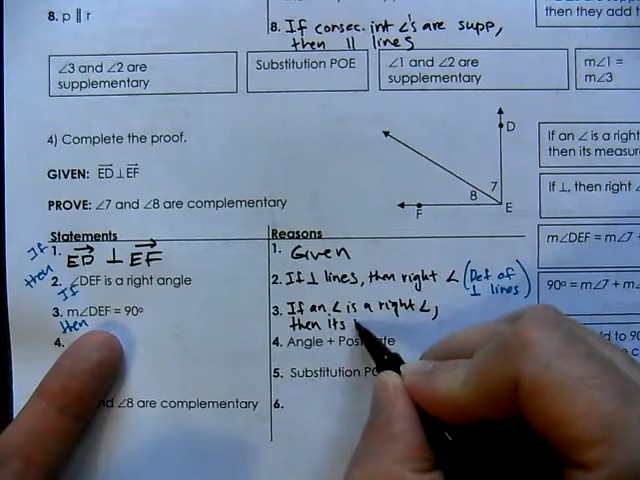 8. p ∥ r
8. If consec. int ∠'s are supp,
then ∥ lines
then they add t
∠3 and ∠2 are
supplementary
Substitution POE
∠1 and ∠2 are
supplementary
m∠1 =
m∠3
4) Complete the proof.
GIVEN: ED ⊥ EF
PROVE: ∠7 and ∠8 are complementary
D
7
8
F
E
If an ∠ is a right
then its measur
If ⊥, then right ∠
m∠DEF = m∠7 +
90° = m∠7 + m
to 90
Statements
Reasons
If
1. ED ⊥ EF
1. Given
then
2. ∠DEF is a right angle
2. If ⊥ lines, then right ∠ (Def of ⊥ lines)
If
3. m∠DEF = 90°
3. If an ∠ is a right ∠,
then its
then
4.
4. Angle + Post
5. Substitution PO
∠8 are complementary
6.